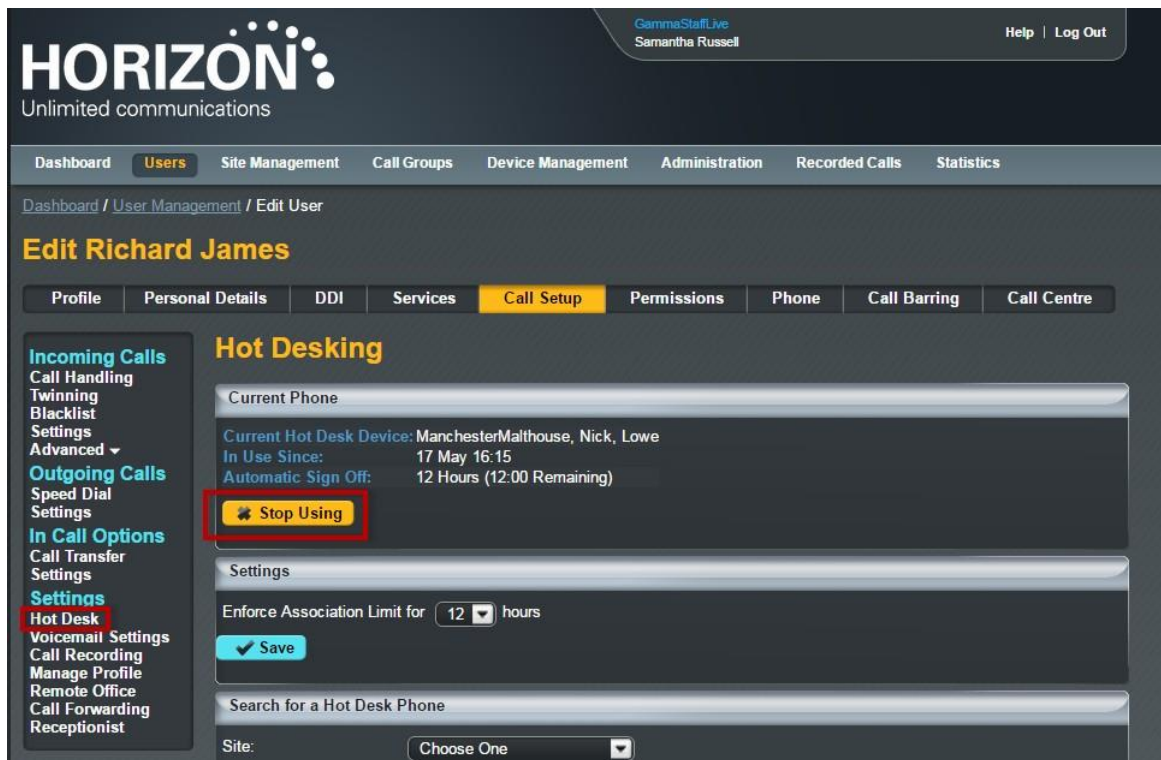 GammaStaffLive
Samantha Russell
Help | Log Out
HORIZON
Unlimited communications
Dashboard Users Site Management Call Groups Device Management Administration Recorded Calls Statistics
Dashboard / User Management / Edit User
Edit Richard James
Profile Personal Details DDI Services Call Setup Permissions Phone Call Barring Call Centre
Incoming Calls
Call Handling
Twinning
Blacklist
Settings
Advanced
Outgoing Calls
Speed Dial
Settings
In Call Options
Call Transfer
Settings
Settings
Hot Desk
Voicemail Settings
Call Recording
Manage Profile
Remote Office
Call Forwarding
Receptionist
Hot Desking
Current Phone
Current Hot Desk Device: ManchesterMalthouse, Nick, Lowe
In Use Since: 17 May 16:15
Automatic Sign Off: 12 Hours (12:00 Remaining)
Stop Using
Settings
Enforce Association Limit for 12 hours
Save
Search for a Hot Desk Phone
Site: Choose One